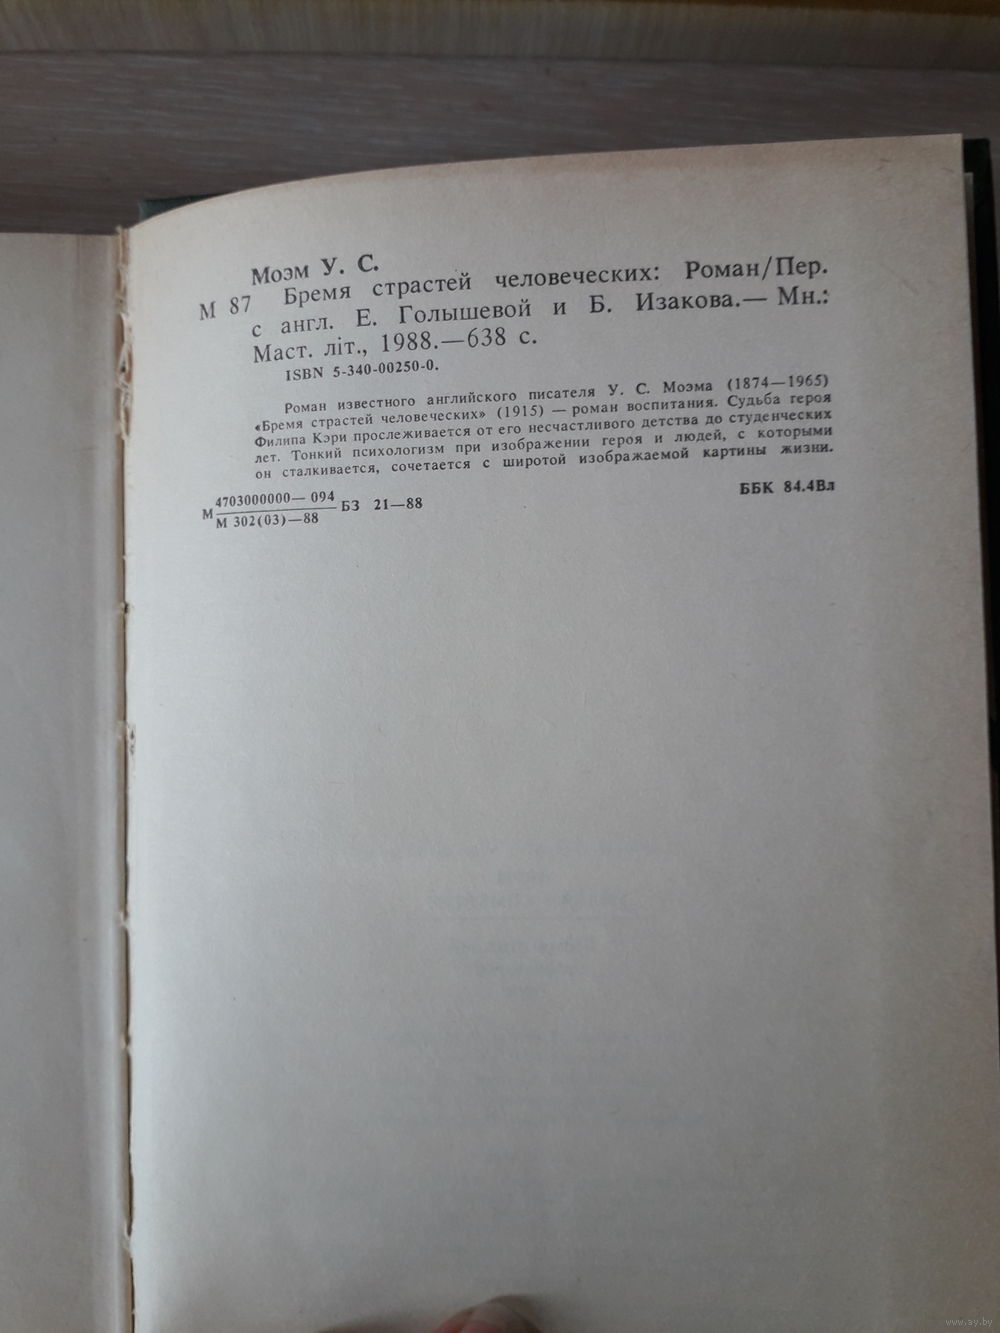 Моэм У. С.
М 87 Бремя страстей человеческих: Роман/Пер.
с англ. Е. Голышевой и Б. Изакова.— Мн.:
Маст. літ., 1988.—638 с.
ISBN 5-340-00250-0.
Роман известного английского писателя У. С. Моэма (1874—1965)
«Бремя страстей человеческих» (1915) — роман воспитания. Судьба героя
Филипа Кэри прослеживается от его несчастливого детства до студенческих
лет. Тонкий психологизм при изображении героя и людей, с которыми
он сталкивается, сочетается с широтой изображаемой картины жизни.
М 4703000000— 094 БЗ 21—88
М 302(03)—88
ББК 84.4Вл
www.ay.by